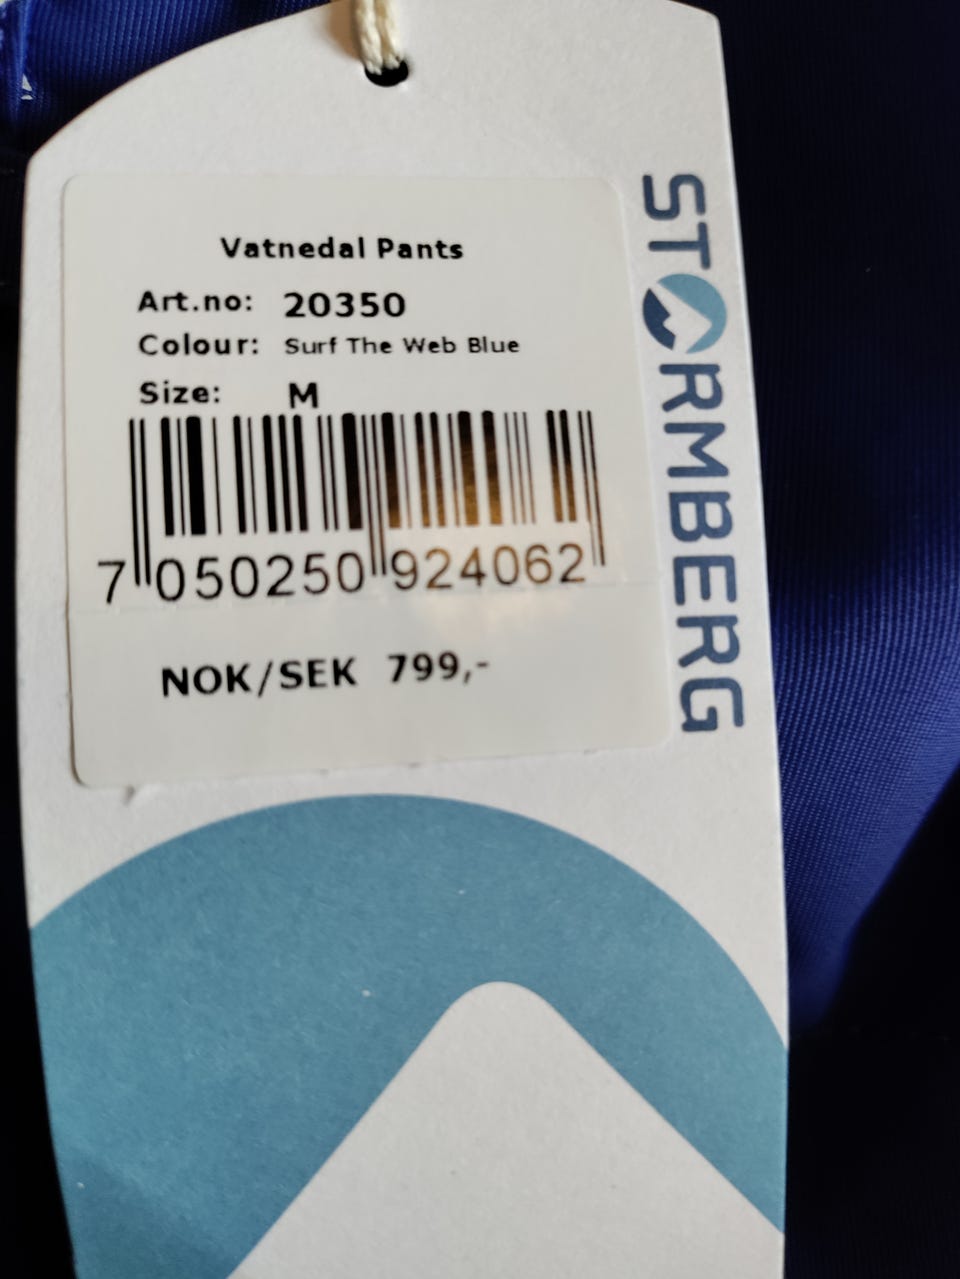 Vatnedal Pants
Art.no: 20350
Colour: Surf The Web Blue
Size: M
7 050250 924062
NOK/SEK 799,-
STORMBERG